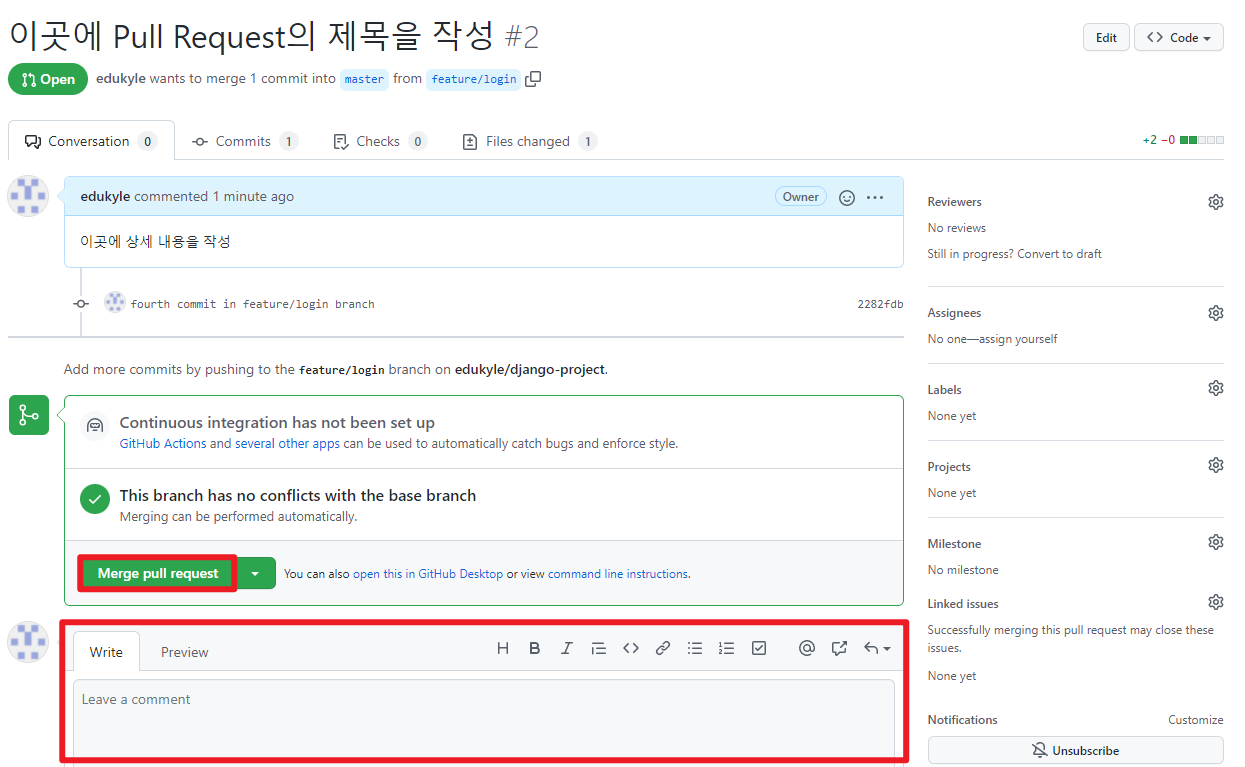 이곳에 Pull Request의 제목을 작성 #2
Edit
<> Code
Open
edukyle wants to merge 1 commit into master from feature/login
Conversation 0
Commits 1
Checks 0
Files changed 1
+2 −0
edukyle commented 1 minute ago
Owner
이곳에 상세 내용을 작성
fourth commit in feature/login branch
2282fdb
Add more commits by pushing to the feature/login branch on edukyle/django-project.
Continuous integration has not been set up
GitHub Actions and several other apps can be used to automatically catch bugs and enforce style.
This branch has no conflicts with the base branch
Merging can be performed automatically.
Merge pull request
You can also open this in GitHub Desktop or view command line instructions.
Write
Preview
Leave a comment
Reviewers
No reviews
Still in progress? Convert to draft
Assignees
No one—assign yourself
Labels
None yet
Projects
None yet
Milestone
No milestone
Linked issues
Successfully merging this pull request may close these
issues.
None yet
Notifications
Customize
Unsubscribe